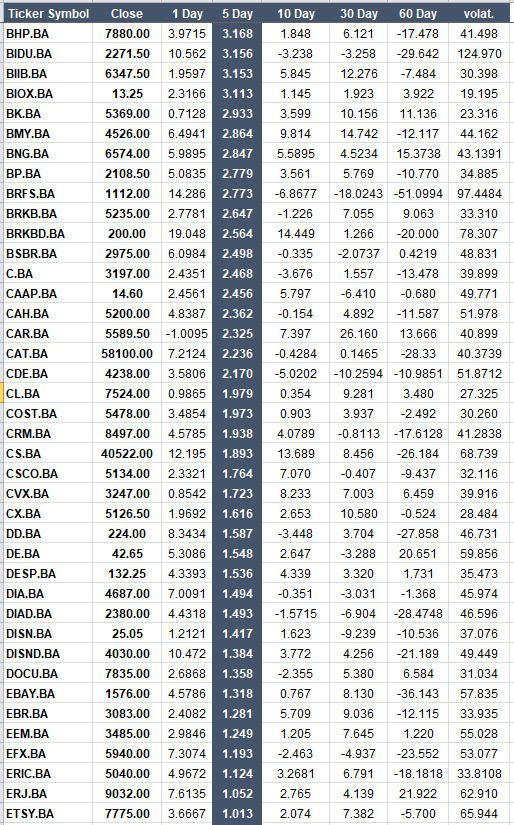 Ticker Symbol Close 1 Day 5 Day 10 Day 30 Day 60 Day volat.
BHP.BA 7880.00 3.9715 3.168 1.848 6.121 -17.478 41.498
BIDU.BA 2271.50 10.562 3.156 -3.238 -3.258 -29.642 124.970
BIIB.BA 6347.50 1.9597 3.153 5.845 12.276 -7.484 30.398
BIOX.BA 13.25 2.3166 3.113 1.145 1.923 3.922 19.195
BK.BA 5369.00 0.7128 2.933 3.599 10.156 11.136 23.316
BMY.BA 4526.00 6.4941 2.864 9.814 14.742 -12.117 44.162
BNG.BA 6574.00 5.9895 2.847 5.5895 4.5234 15.3738 43.1391
BP.BA 2108.50 5.0835 2.779 3.561 5.769 -10.770 34.885
BRFS.BA 1112.00 14.286 2.773 -6.8677 -18.0243 -51.0994 97.4484
BRKB.BA 5235.00 2.7781 2.647 -1.226 7.055 9.063 33.310
BRKBD.BA 200.00 19.048 2.564 14.449 1.266 -20.000 78.307
BSBR.BA 2975.00 6.0984 2.498 -0.335 -2.0737 0.4219 48.831
C.BA 3197.00 2.4351 2.468 -3.676 1.557 -13.478 39.899
CAAP.BA 14.60 2.4561 2.456 5.797 -6.410 -0.680 49.771
CAH.BA 5200.00 4.8387 2.362 -0.154 4.892 -11.587 51.978
CAR.BA 5589.50 -1.0095 2.325 7.397 26.160 13.666 40.899
CAT.BA 58100.00 7.2124 2.236 -0.4284 0.1465 -28.33 40.3739
CDE.BA 4238.00 3.5806 2.170 -5.0202 -10.2594 -10.9851 51.8712
CL.BA 7524.00 0.9865 1.979 0.354 9.281 3.480 27.325
COST.BA 5478.00 3.4854 1.973 0.903 3.937 -2.492 30.260
CRM.BA 8497.00 4.5785 1.938 4.0789 -0.8113 -17.6128 41.2838
CS.BA 40522.00 12.195 1.893 13.689 8.456 -26.184 68.739
CSCO.BA 5134.00 2.3321 1.764 7.070 -0.407 -9.437 32.116
CVX.BA 3247.00 0.8542 1.723 8.233 7.003 6.459 39.916
CX.BA 5126.50 1.9692 1.616 2.653 10.580 -0.524 28.484
DD.BA 224.00 8.3434 1.587 -3.448 3.704 -27.858 46.731
DE.BA 42.65 5.3086 1.548 2.647 -3.288 20.651 59.856
DESP.BA 132.25 4.3393 1.536 4.339 3.320 1.731 35.473
DIA.BA 4687.00 7.0091 1.494 -0.351 -3.031 -1.368 45.974
DIAD.BA 2380.00 4.4318 1.493 -1.5715 -6.904 -28.4748 46.596
DISN.BA 25.05 1.2121 1.417 1.623 -9.239 -10.536 37.076
DISND.BA 4030.00 10.472 1.384 3.772 4.256 -21.189 49.449
DOCU.BA 7835.00 2.6868 1.358 -2.355 5.380 6.584 31.034
EBAY.BA 1576.00 4.5786 1.318 0.767 8.130 -36.143 57.835
EBR.BA 3083.00 2.4082 1.281 5.709 9.036 -12.115 33.935
EEM.BA 3485.00 2.9846 1.249 1.205 7.645 1.220 55.028
EFX.BA 5940.00 7.3074 1.193 -2.463 -4.937 -23.552 53.077
ERIC.BA 5040.00 4.9672 1.124 3.2681 6.791 -18.1818 33.8108
ERJ.BA 9032.00 7.6135 1.052 2.765 4.139 21.922 62.910
ETSY.BA 7775.00 3.6667 1.013 2.074 7.382 -5.700 65.944